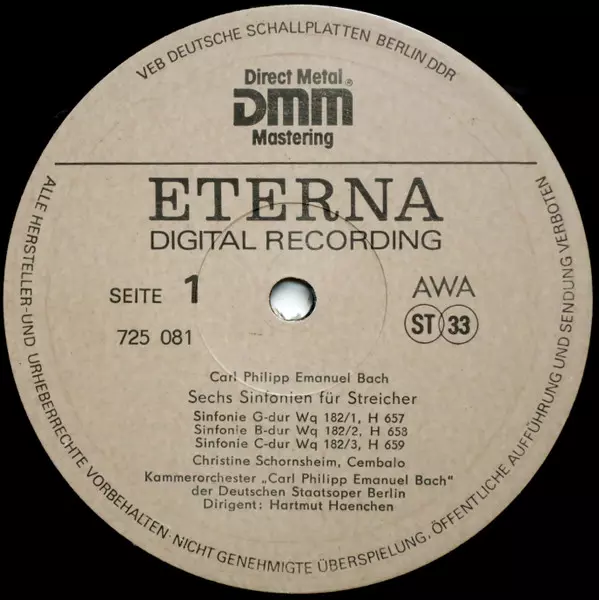 VEB DEUTSCHE SCHALLPLATTEN BERLIN DDR
Direct Metal®
DMM
Mastering
ETERNA
DIGITAL RECORDING
SEITE 1
AWA
725 081
ST 33
Carl Philipp Emanuel Bach
Sechs Sinfonien für Streicher
Sinfonie G-dur Wq 182/1, H 657
Sinfonie B-dur Wq 182/2, H 658
Sinfonie C-dur Wq 182/3, H 659
Christine Schornsheim, Cembalo
Kammerorchester „Carl Philipp Emanuel Bach"
der Deutschen Staatsoper Berlin
Dirigent: Hartmut Haenchen
ALLE HERSTELLER-UND URHEBERRECHTE VORBEHALTEN·NICHT GENEHMIGTE ÜBERSPIELUNG, ÖFFENTLICHE AUFFÜHRUNG UND SENDUNG VERBOTEN